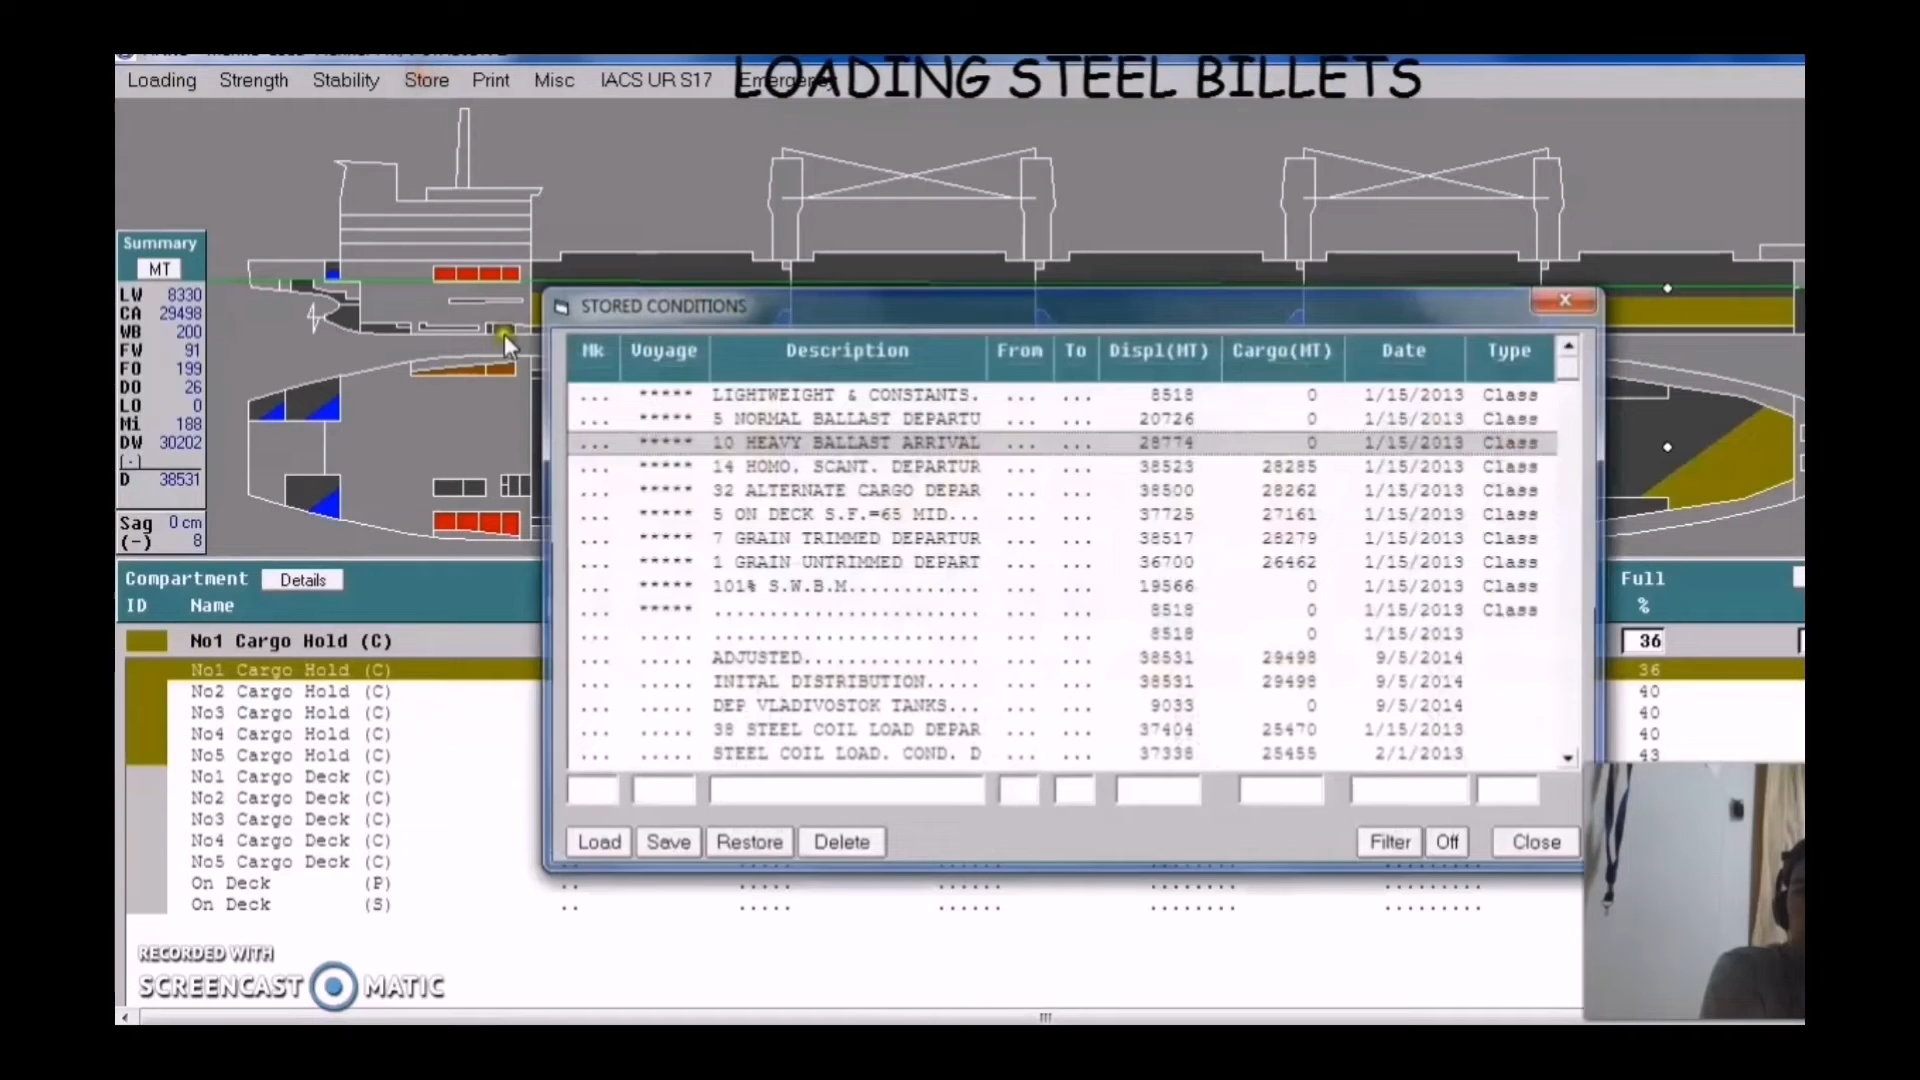 LOADING STEEL BILLETS
Loading Strength Stability Store Print Misc IACS UR S17 Emergency
Summary
MT
LW 8330
CA 29498
WB 200
FW 91
FO 199
DO 26
LO 0
Mi 188
DW 30202
[-]
D 38531
Sag 0 cm
(-) 8
STORED CONDITIONS
Mk Voyage Description From To Displ(MT) Cargo(MT) Date Type
... ***** LIGHTWEIGHT & CONSTANTS. ... ... 8518 0 1/15/2013 Class
... ***** 5 NORMAL BALLAST DEPARTU ... ... 20726 0 1/15/2013 Class
... ***** 10 HEAVY BALLAST ARRIVAL ... ... 28774 0 1/15/2013 Class
... ***** 14 HOMO. SCANT. DEPARTUR ... ... 38523 28285 1/15/2013 Class
... ***** 32 ALTERNATE CARGO DEPAR ... ... 38500 28262 1/15/2013 Class
... ***** 5 ON DECK S.F.=65 MID... ... ... 37725 27161 1/15/2013 Class
... ***** 7 GRAIN TRIMMED DEPARTUR ... ... 38517 28279 1/15/2013 Class
... ***** 1 GRAIN UNTRIMMED DEPART ... ... 36700 26462 1/15/2013 Class
... ***** 101% S.W.B.M............ ... ... 19566 0 1/15/2013 Class
... ***** ........................ ... ... 8518 0 1/15/2013 Class
... ..... ........................ ... ... 8518 0 1/15/2013
... ..... ADJUSTED................ ... ... 38531 29498 9/5/2014
... ..... INITAL DISTRIBUTION..... ... ... 38531 29498 9/5/2014
... ..... DEP VLADIVOSTOK TANKS... ... ... 9033 0 9/5/2014
... ..... 38 STEEL COIL LOAD DEPAR ... ... 37404 25470 1/15/2013
... ..... STEEL COIL LOAD. COND. D ... ... 37338 25455 2/1/2013
Load Save Restore Delete Filter Off Close
Compartment Details Full
ID Name %
No1 Cargo Hold (C) 36
No1 Cargo Hold (C) 36
No2 Cargo Hold (C) 40
No3 Cargo Hold (C) 40
No4 Cargo Hold (C) 40
No5 Cargo Hold (C) 43
No1 Cargo Deck (C)
No2 Cargo Deck (C)
No3 Cargo Deck (C)
No4 Cargo Deck (C)
No5 Cargo Deck (C)
On Deck (P)
On Deck (S)
RECORDED WITH
SCREENCAST MATIC